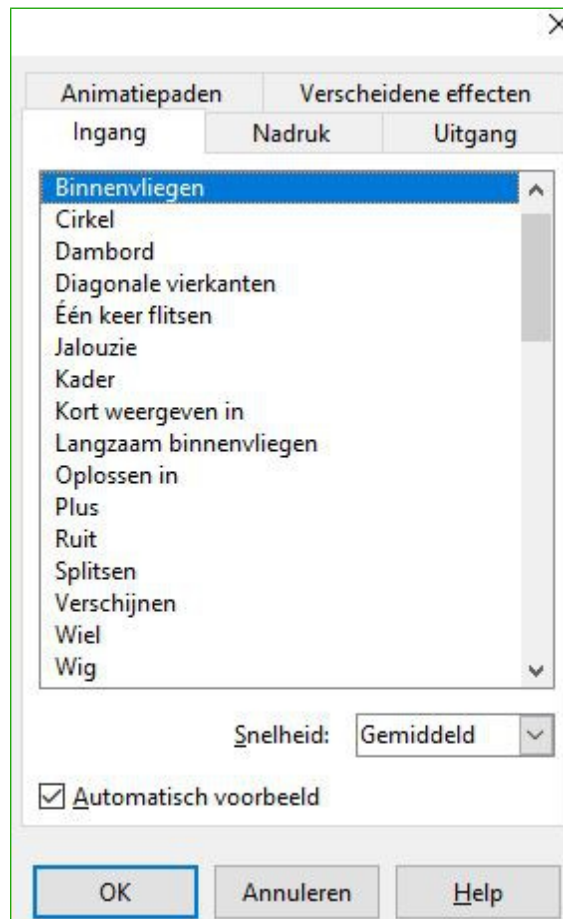 Animatiepaden Verscheidene effecten
Ingang Nadruk Uitgang
Binnenvliegen
Cirkel
Dambord
Diagonale vierkanten
Één keer flitsen
Jalouzie
Kader
Kort weergeven in
Langzaam binnenvliegen
Oplossen in
Plus
Ruit
Splitsen
Verschijnen
Wiel
Wig
Snelheid: Gemiddeld
Automatisch voorbeeld
OK Annuleren Help